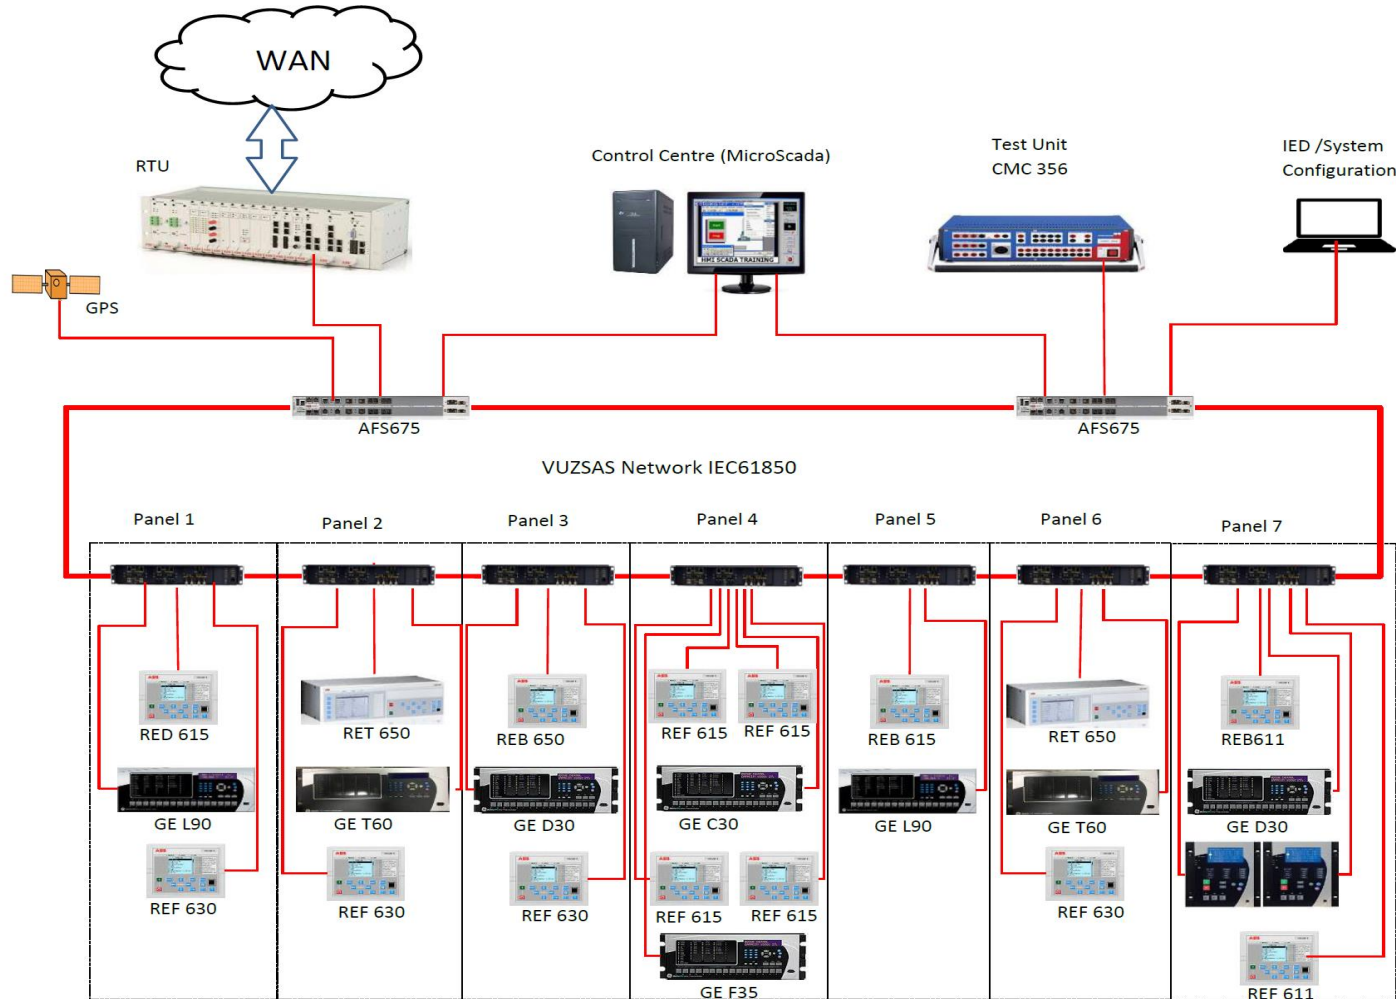 WAN
RTU
Control Centre (MicroScada)
Test Unit
CMC 356
IED /System
Configuration
HMI SCADA TRAINING
GPS
AFS675
AFS675
VUZSAS Network IEC61850
Panel 1
Panel 2
Panel 3
Panel 4
Panel 5
Panel 6
Panel 7
RED 615
RET 650
REB 650
REF 615
REF 615
REB 615
RET 650
REB611
GE L90
GE T60
GE D30
GE C30
GE L90
GE T60
GE D30
REF 630
REF 630
REF 630
REF 615
REF 615
REF 630
GE F35
REF 611